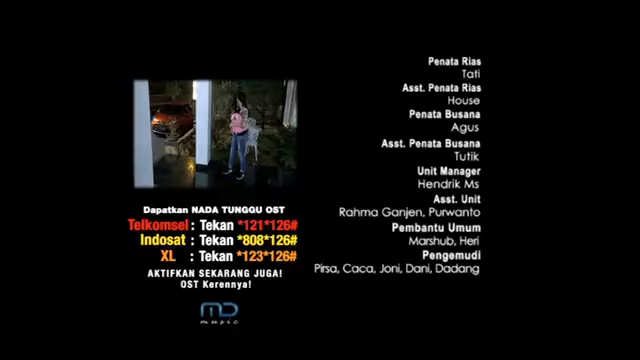 Penata Rias
Tati
Asst. Penata Rias
House
Penata Busana
Agus
Asst. Penata Busana
Tutik
Unit Manager
Hendrik Ms
Asst. Unit
Rahma Ganjen, Purwanto
Pembantu Umum
Marshub, Heri
Pengemudi
Pirsa, Caca, Joni, Dani, Dadang
Dapatkan NADA TUNGGU OST
Telkomsel : Tekan *121*126#
Indosat : Tekan *808*126#
XL : Tekan *123*126#
AKTIFKAN SEKARANG JUGA!
OST Kerennya!
MD
MUSIC